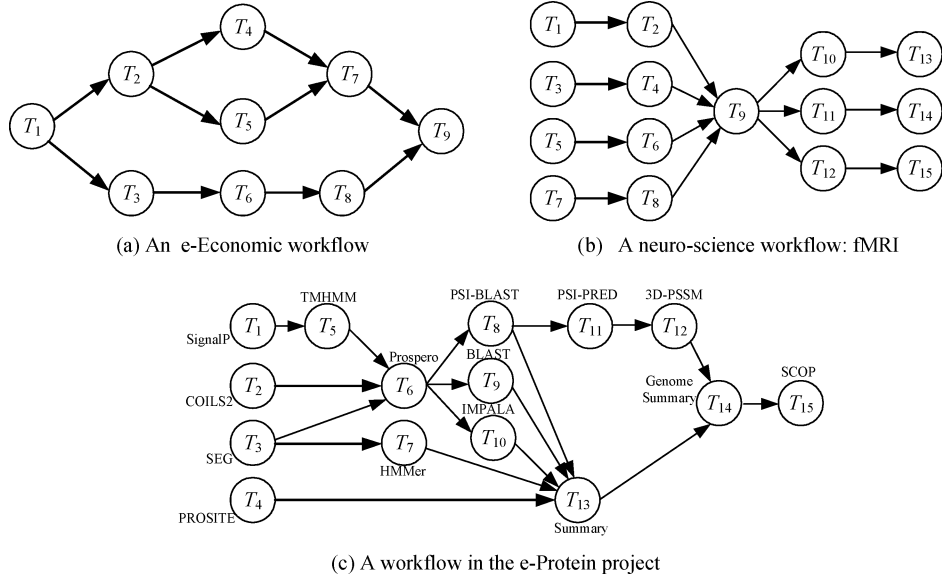 T1
T2
T4
T5
T7
T3
T6
T8
T9
(a) An e-Economic workflow
T1
T2
T3
T4
T5
T6
T7
T8
T9
T10
T13
T11
T14
T12
T15
(b) A neuro-science workflow: fMRI
SignalP
T1
TMHMM
T5
COILS2
T2
Prospero
T6
SEG
T3
T7
HMMer
PROSITE
T4
PSI-BLAST
T8
BLAST
T9
IMPALA
T10
PSI-PRED
T11
3D-PSSM
T12
T13
Summary
Genome
Summary
T14
SCOP
T15
(c) A workflow in the e-Protein project